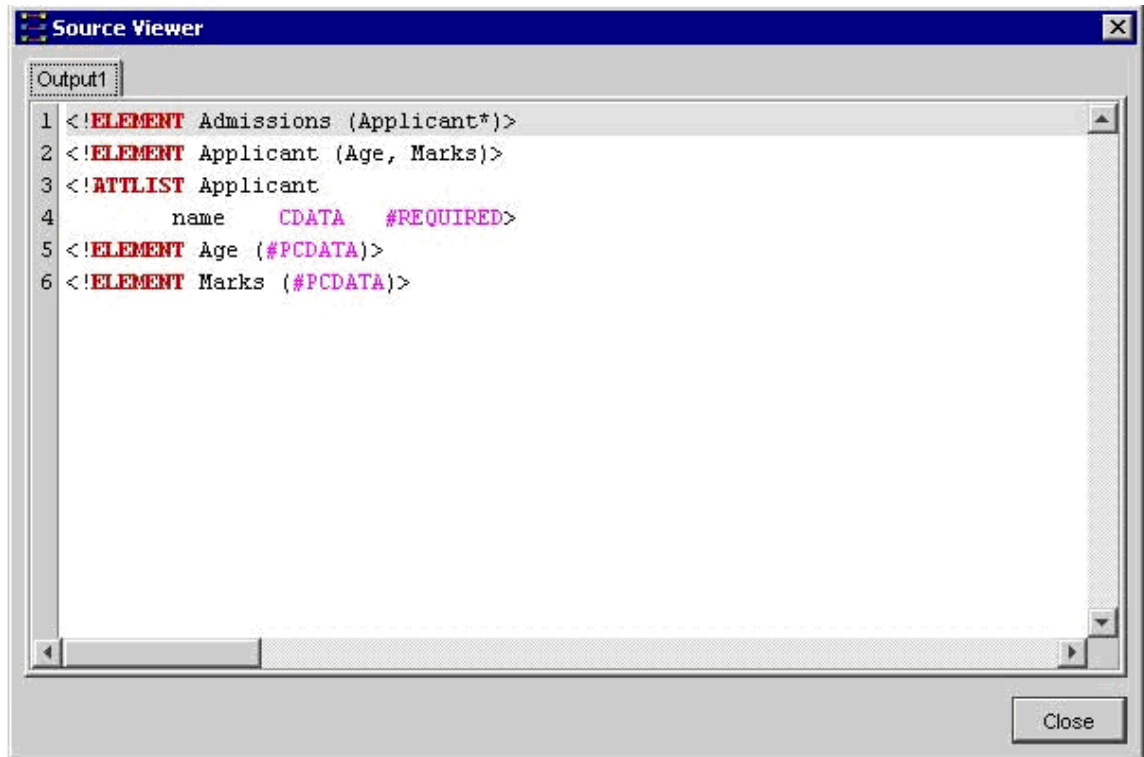 Source Viewer
Output1
1 <!ELEMENT Admissions (Applicant*)>
2 <!ELEMENT Applicant (Age, Marks)>
3 <!ATTLIST Applicant
4 name CDATA #REQUIRED>
5 <!ELEMENT Age (#PCDATA)>
6 <!ELEMENT Marks (#PCDATA)>
Close